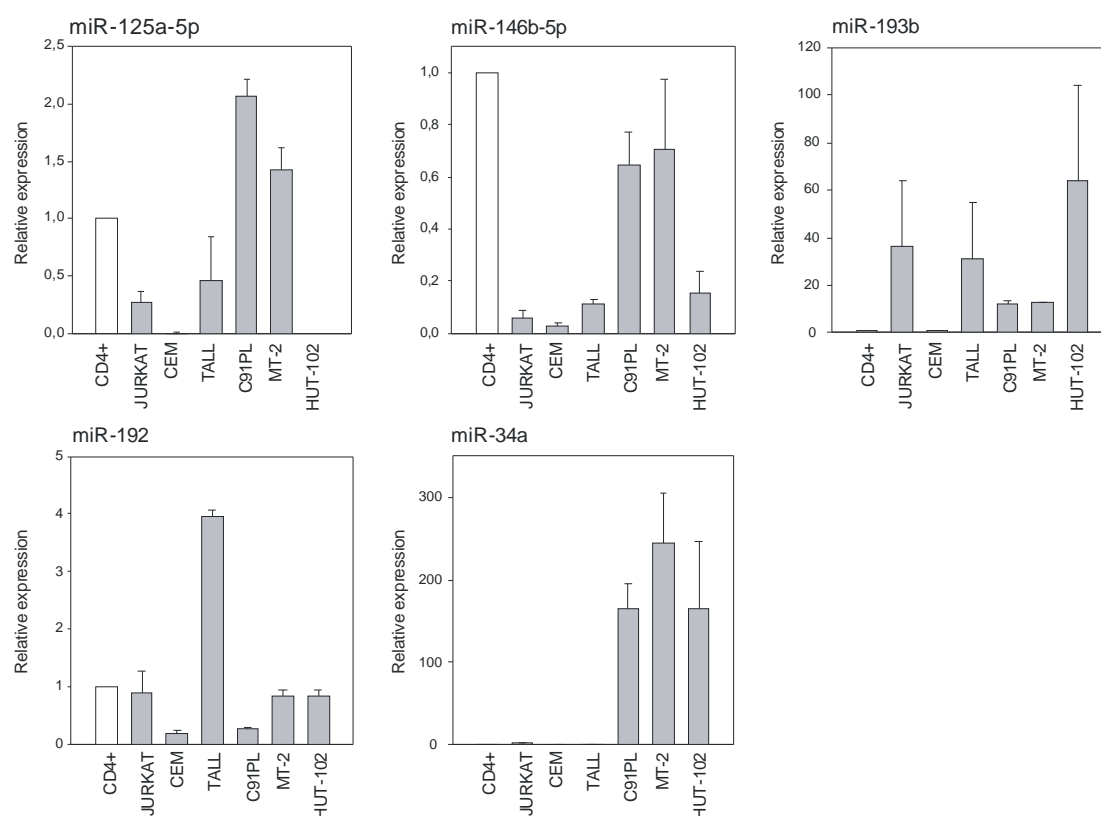 miR-125a-5p
Relative expression
2,5
2,0
1,5
1,0
0,5
0,0
CD4+
JURKAT
CEM
TALL
C91PL
MT-2
HUT-102
miR-146b-5p
Relative expression
1,0
0,8
0,6
0,4
0,2
0,0
CD4+
JURKAT
CEM
TALL
C91PL
MT-2
HUT-102
miR-193b
Relative expression
120
100
80
60
40
20
0
CD4+
JURKAT
CEM
TALL
C91PL
MT-2
HUT-102
miR-192
Relative expression
5
4
3
2
1
0
CD4+
JURKAT
CEM
TALL
C91PL
MT-2
HUT-102
miR-34a
Relative expression
300
200
100
0
CD4+
JURKAT
CEM
TALL
C91PL
MT-2
HUT-102